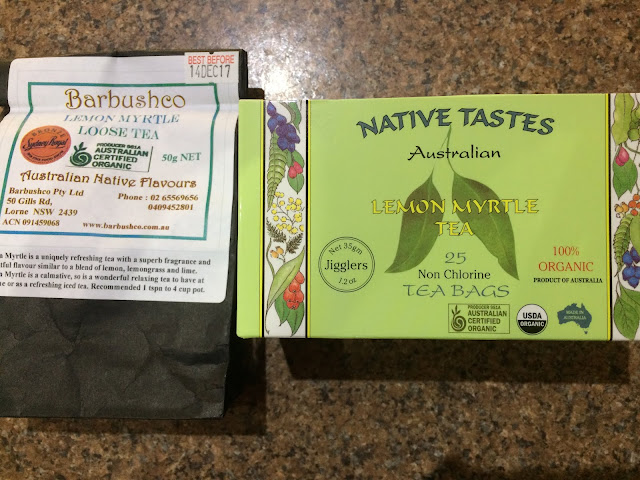 BEST BEFORE
14DEC17
Barbushco
LEMON MYRTLE
LOOSE TEA
Sydney Royal
PRODUCER 985A
AUSTRALIAN
CERTIFIED
ORGANIC
50g NET
Australian Native Flavours
Barbushco Pty Ltd
50 Gills Rd,
Lorne NSW 2439
ACN 091459068
Phone : 02 65569656
0409452801
www.barbushco.com.au
Myrtle is a uniquely refreshing tea with a superb fragrance and
flavour similar to a blend of lemon, lemongrass and lime.
Myrtle is calmative, so is a wonderful relaxing tea to have at
or as a refreshing iced tea. Recommended 1 tspn to 4 cup pot.
NATIVE TASTES
Australian
LEMON MYRTLE
TEA
Net 35gm
Jigglers
1.2 oz
25
Non Chlorine
TEA BAGS
100%
ORGANIC
PRODUCT OF AUSTRALIA
AUSTRALIAN
CERTIFIED
ORGANIC
USDA
ORGANIC
MADE IN
AUSTRALIA